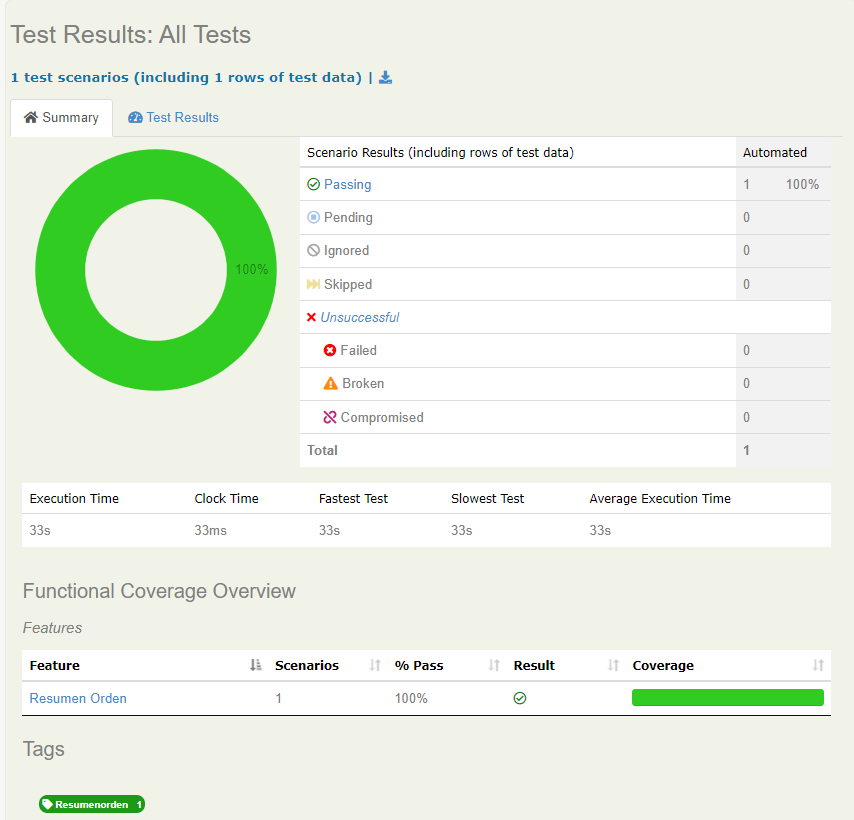 Test Results: All Tests
1 test scenarios (including 1 rows of test data) |
Summary Test Results
Scenario Results (including rows of test data) Automated
100%
Passing 1 100%
Pending 0
Ignored 0
Skipped 0
Unsuccessful
Failed 0
Broken 0
Compromised 0
Total 1
Execution Time Clock Time Fastest Test Slowest Test Average Execution Time
33s 33ms 33s 33s 33s
Functional Coverage Overview
Features
Feature Scenarios % Pass Result Coverage
Resumen Orden 1 100%
Tags
Resumenorden 1